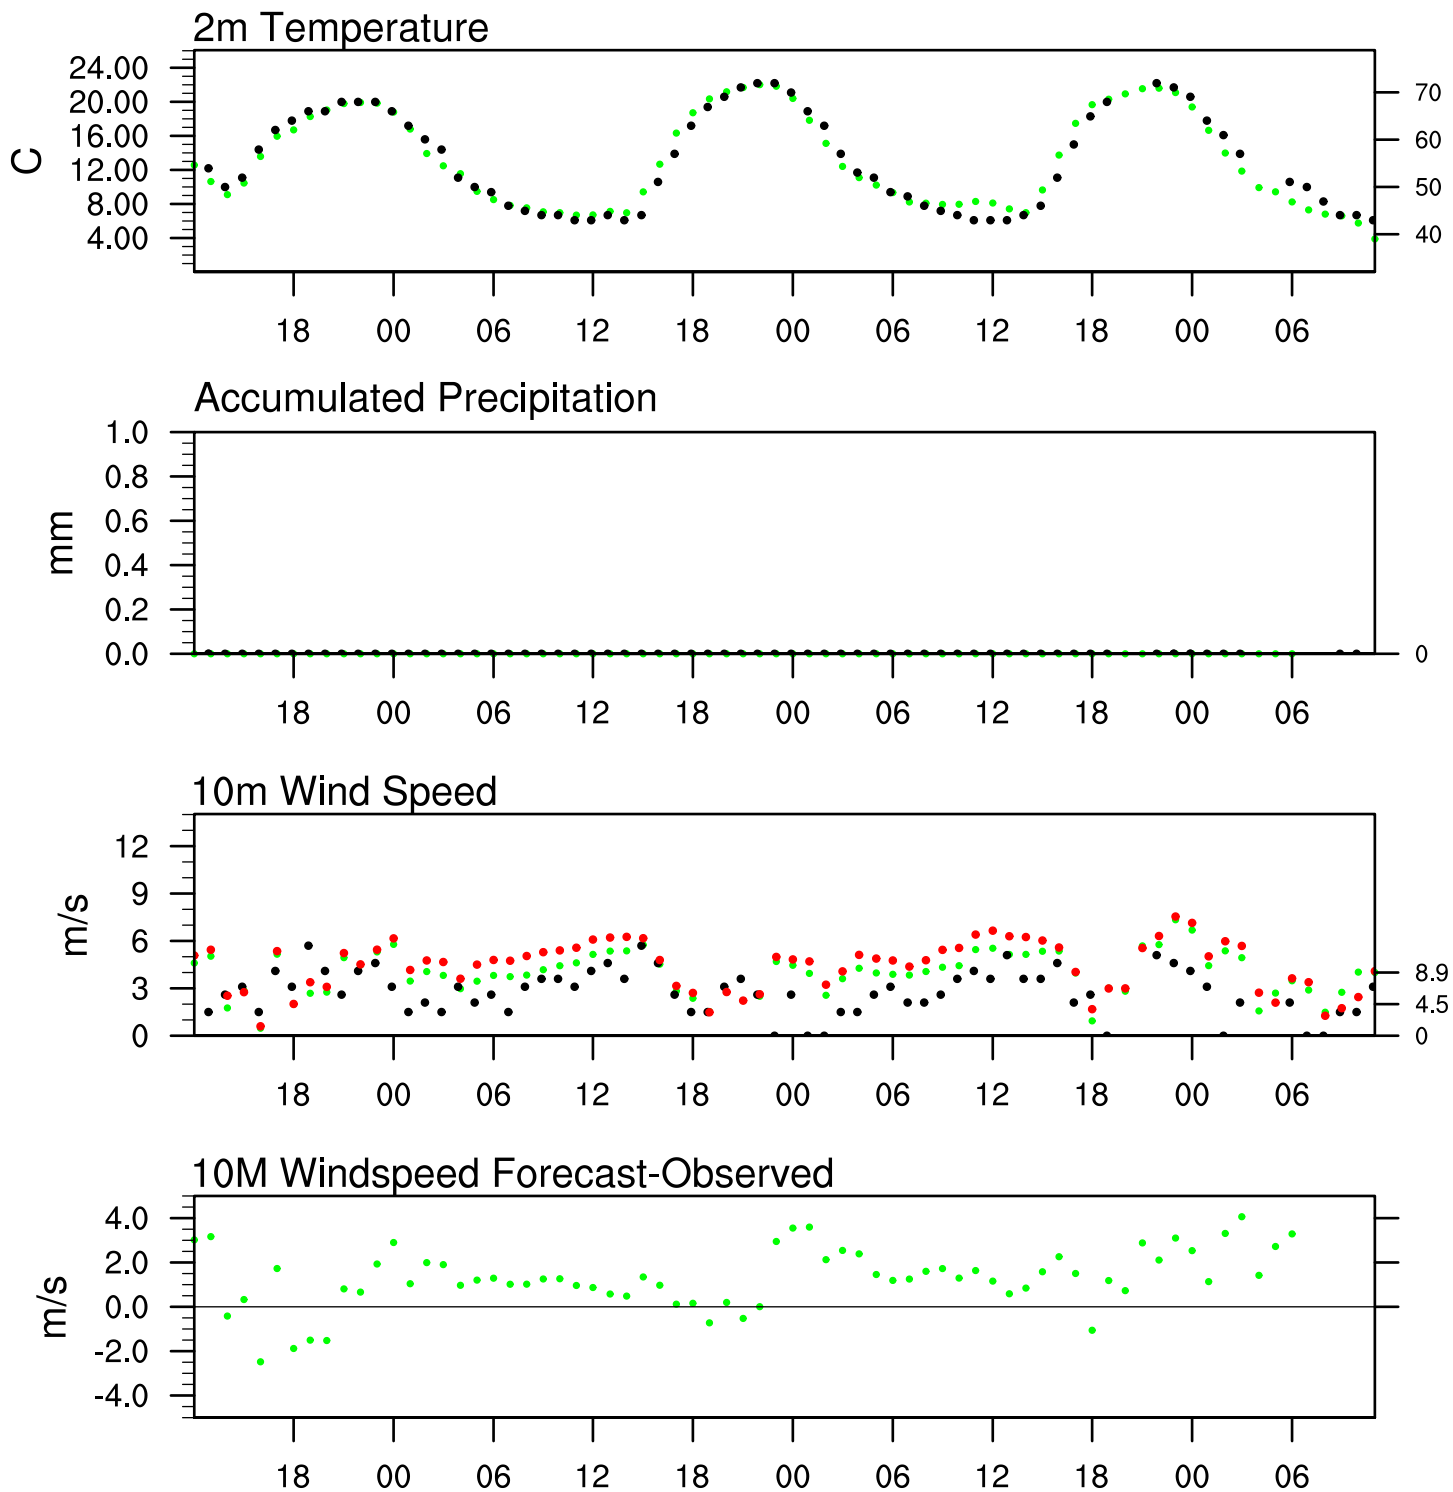 2m Temperature
24.00
20.00
16.00
12.00
8.00
4.00
C
70
60
50
40
18 00 06 12 18 00 06 12 18 00 06
Accumulated Precipitation
1.0
0.8
0.6
0.4
0.2
0.0
mm
0
18 00 06 12 18 00 06 12 18 00 06
10m Wind Speed
12
9
6
3
0
m/s
8.9
4.5
0
18 00 06 12 18 00 06 12 18 00 06
10M Windspeed Forecast-Observed
4.0
2.0
0.0
-2.0
-4.0
m/s
18 00 06 12 18 00 06 12 18 00 06